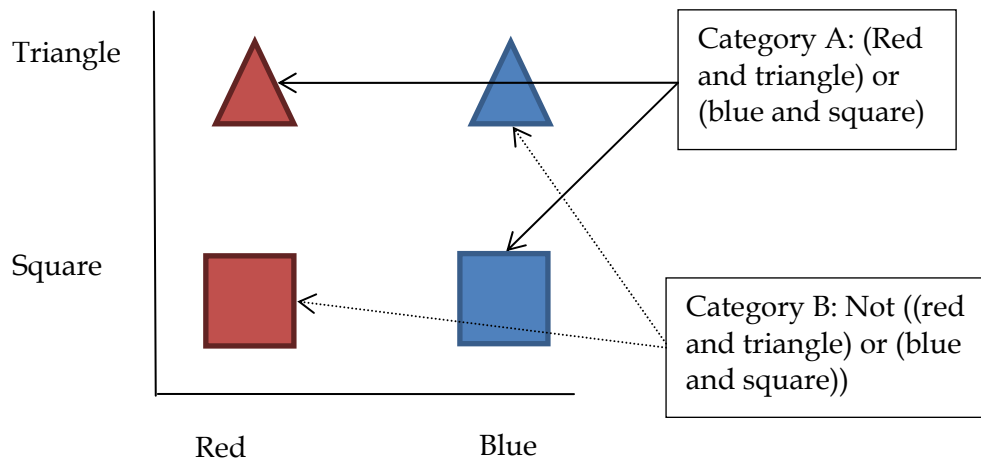 Triangle
Category A: (Red
and triangle) or
(blue and square)
Square
Category B: Not ((red
and triangle) or (blue
and square))
Red
Blue